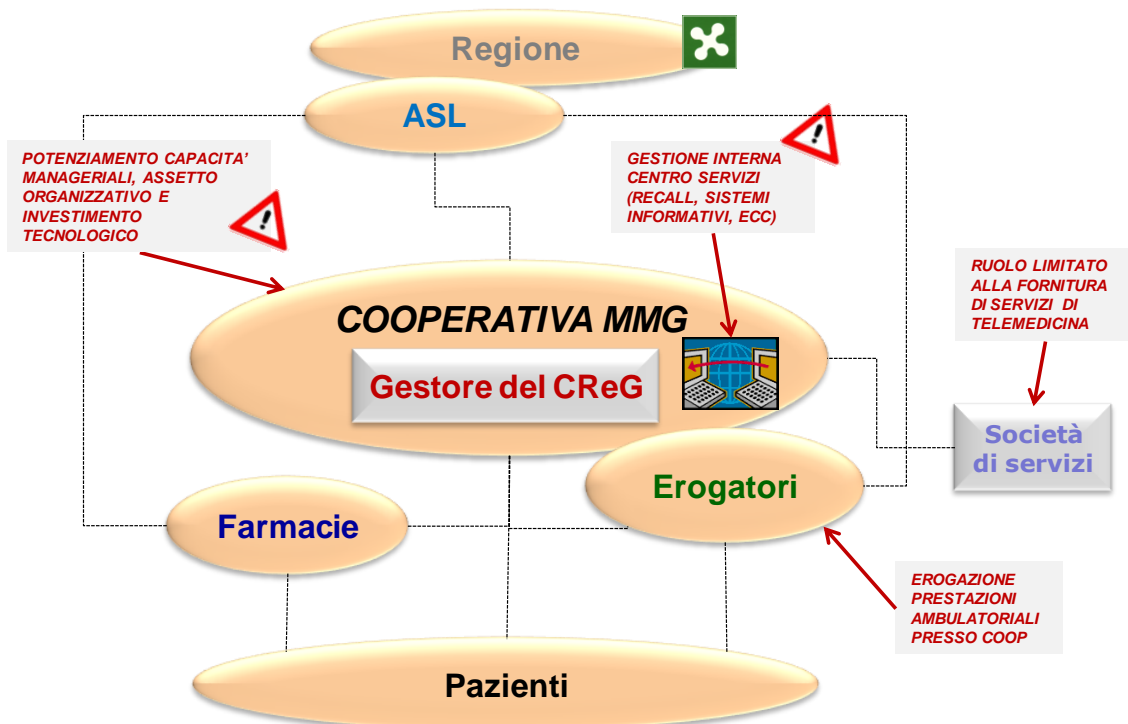 Regione
ASL
POTENZIAMENTO CAPACITA’
MANAGERIALI, ASSETTO
ORGANIZZATIVO E
INVESTIMENTO
TECNOLOGICO
!
GESTIONE INTERNA
CENTRO SERVIZI
(RECALL, SISTEMI
INFORMATIVI, ECC)
!
RUOLO LIMITATO
ALLA FORNITURA
DI SERVIZI DI
TELEMEDICINA
COOPERATIVA MMG
Gestore del CReG
Società
di servizi
Erogatori
Farmacie
EROGAZIONE
PRESTAZIONI
AMBULATORIALI
PRESSO COOP
Pazienti